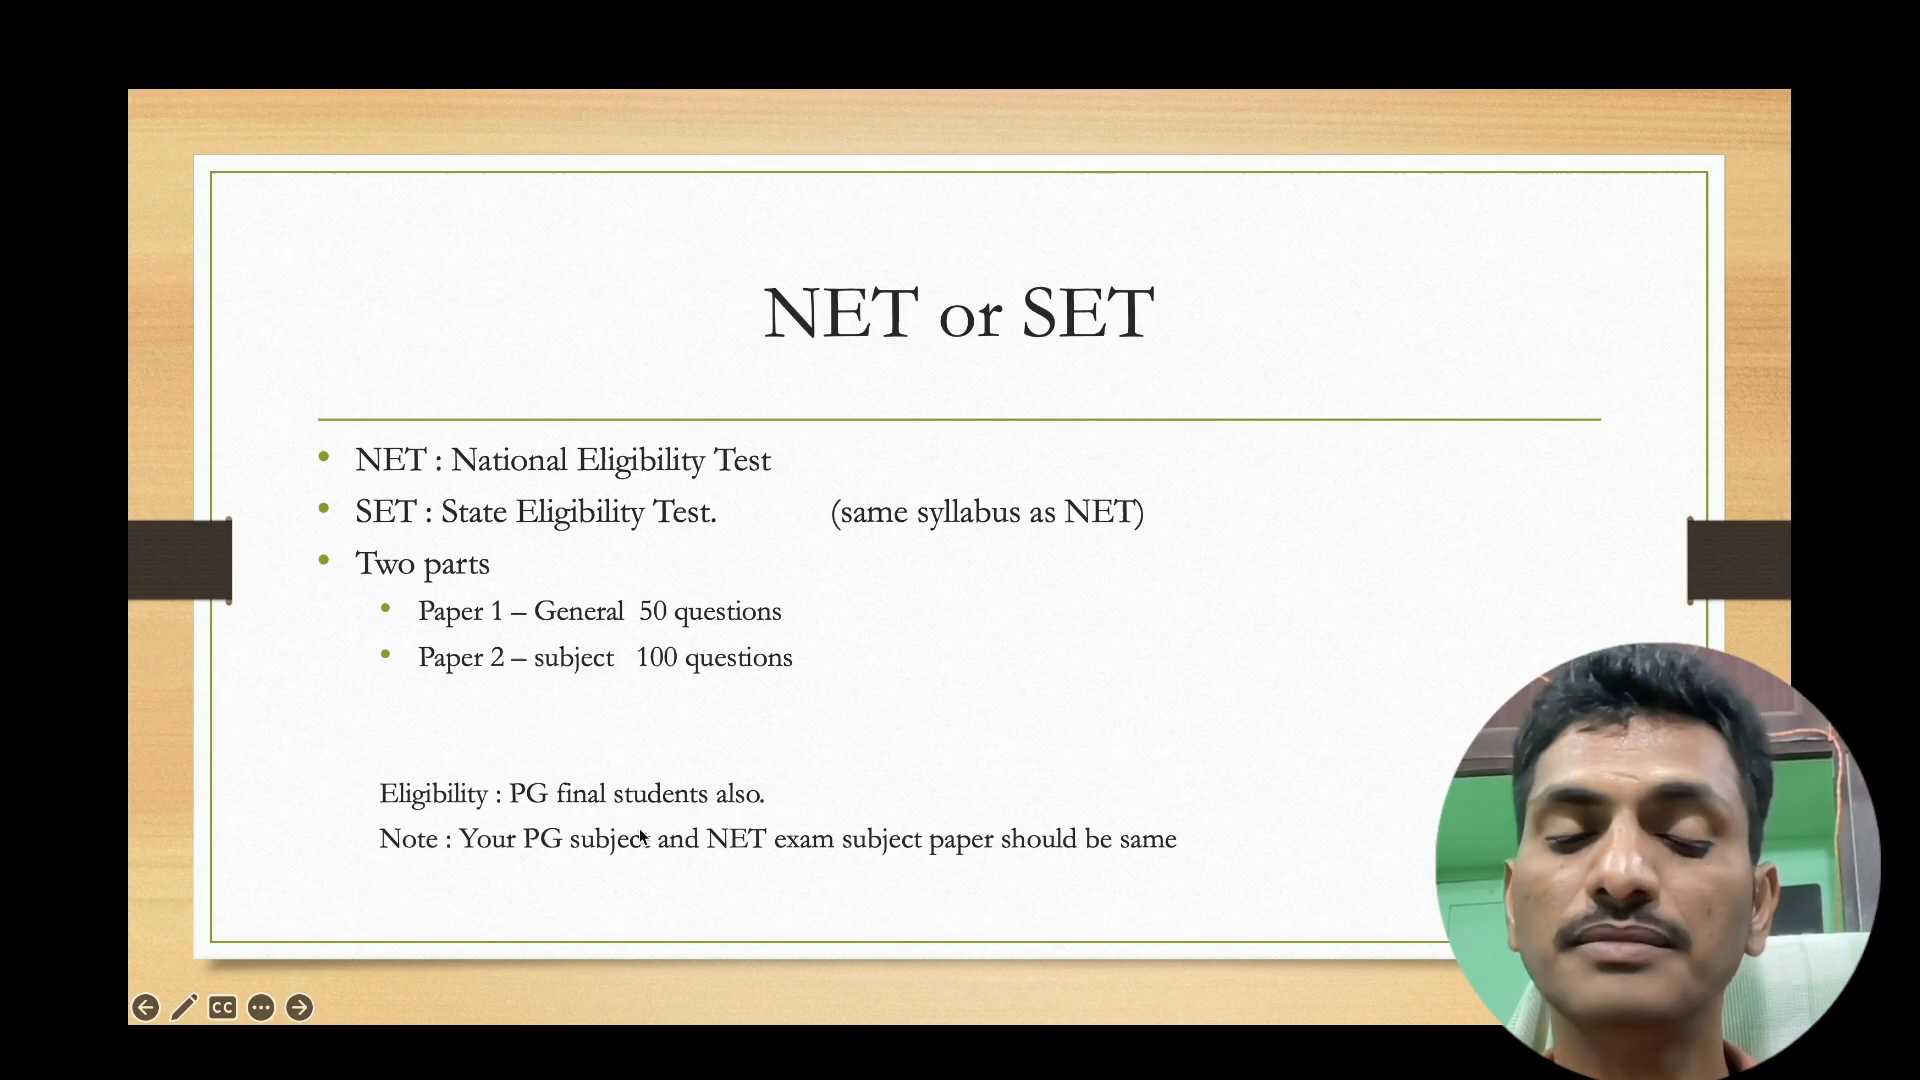 NET or SET
NET : National Eligibility Test
SET : State Eligibility Test. (same syllabus as NET)
Two parts
Paper 1 – General 50 questions
Paper 2 – subject 100 questions
Eligibility : PG final students also.
Note : Your PG subject and NET exam subject paper should be same
CC